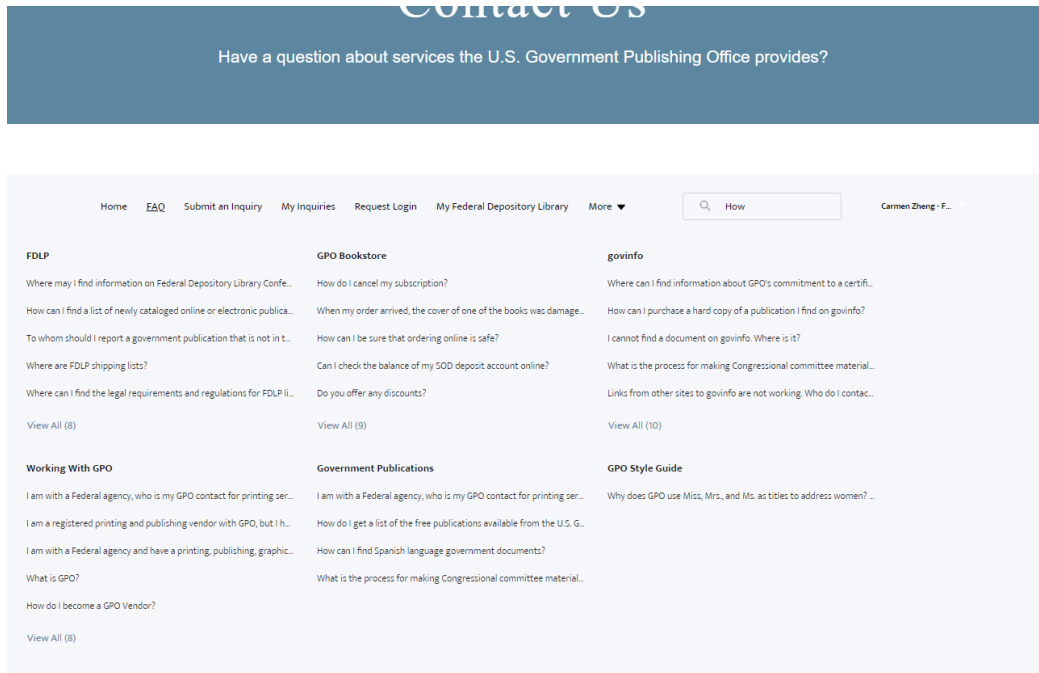 Contact Us
Have a question about services the U.S. Government Publishing Office provides?
Home FAQ Submit an Inquiry My Inquiries Request Login My Federal Depository Library More How Carmen Zheng - F...
FDLP
Where may I find information on Federal Depository Library Confe...
How can I find a list of newly cataloged online or electronic publica...
To whom should I report a government publication that is not in t...
Where are FDLP shipping lists?
Where can I find the legal requirements and regulations for FDLP li...
View All (8)
GPO Bookstore
How do I cancel my subscription?
When my order arrived, the cover of one of the books was damage...
How can I be sure that ordering online is safe?
Can I check the balance of my SOD deposit account online?
Do you offer any discounts?
View All (9)
govinfo
Where can I find information about GPO's commitment to a certifi...
How can I purchase a hard copy of a publication I find on govinfo?
I cannot find a document on govinfo. Where is it?
What is the process for making Congressional committee material...
Links from other sites to govinfo are not working. Who do I contac...
View All (10)
Working With GPO
I am with a Federal agency, who is my GPO contact for printing ser...
I am a registered printing and publishing vendor with GPO, but I h...
I am with a Federal agency and have a printing, publishing, graphic...
What is GPO?
How do I become a GPO Vendor?
View All (8)
Government Publications
I am with a Federal agency, who is my GPO contact for printing ser...
How do I get a list of the free publications available from the U.S. G...
How can I find Spanish language government documents?
What is the process for making Congressional committee material...
GPO Style Guide
Why does GPO use Miss, Mrs., and Ms. as titles to address women? ...